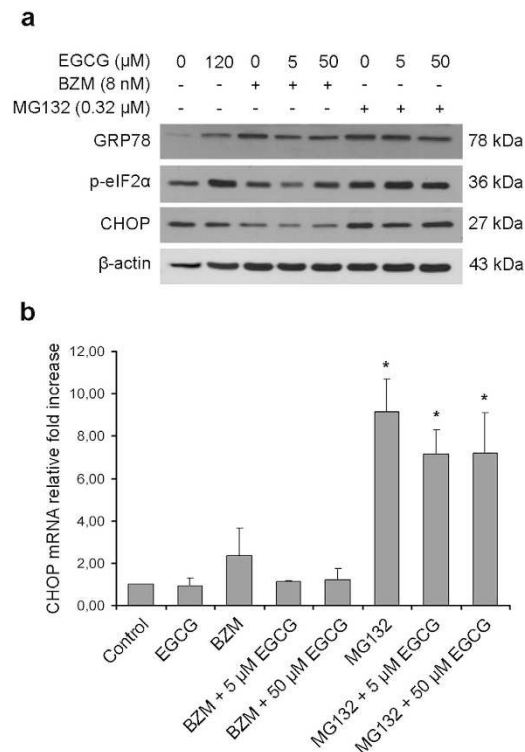 a
EGCG (µM) 0 120 0 5 50 0 5 50
BZM (8 nM) - - + + + - - -
MG132 (0.32 µM) - - - - - + + +
GRP78 78 kDa
p-eIF2α 36 kDa
CHOP 27 kDa
β-actin 43 kDa
b
CHOP mRNA relative fold increase
12,00
10,00
8,00
6,00
4,00
2,00
0,00
* * *
Control EGCG BZM BZM + 5 µM EGCG BZM + 50 µM EGCG MG132 MG132 + 5 µM EGCG MG132 + 50 µM EGCG